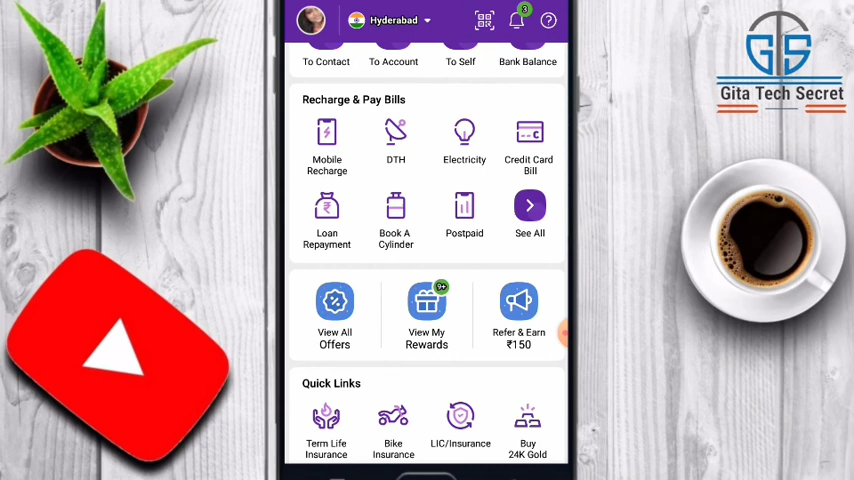 Hyderabad
3
GS
Gita Tech Secret
To Contact
To Account
To Self
Bank Balance
Recharge & Pay Bills
Mobile
Recharge
DTH
Electricity
Credit Card
Bill
Loan
Repayment
Book A
Cylinder
Postpaid
See All
9+
View All
Offers
View My
Rewards
Refer & Earn
₹150
Quick Links
Term Life
Insurance
Bike
Insurance
LIC/Insurance
Buy
24K Gold